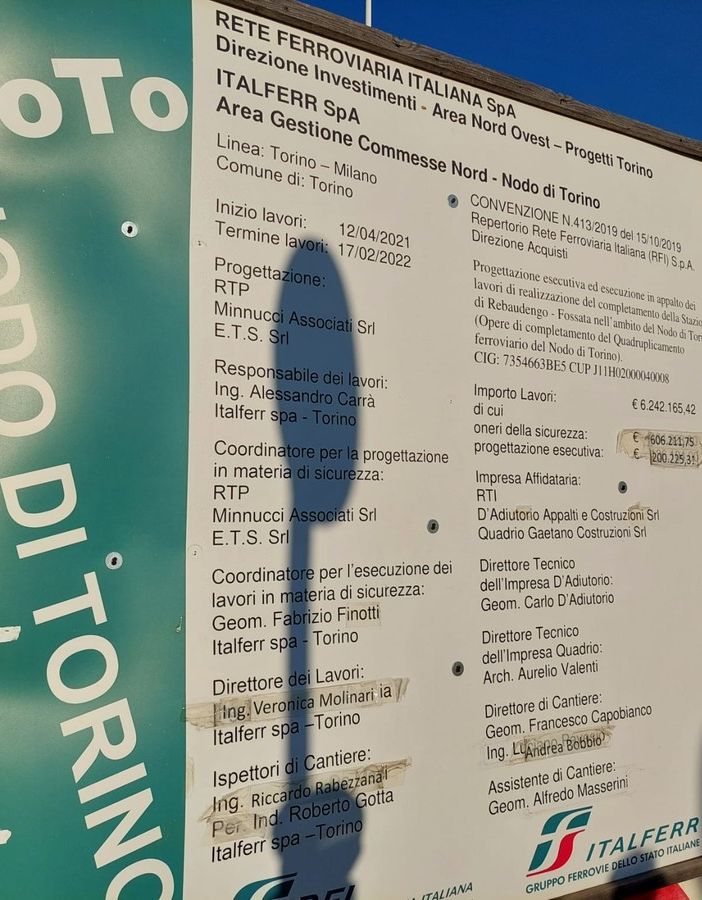 oTo
NODO DI TORINO
RETE FERROVIARIA ITALIANA SpA
Direzione Investimenti - Area Nord Ovest – Progetti Torino
ITALFERR SpA
Area Gestione Commesse Nord - Nodo di Torino
Linea: Torino – Milano
Comune di: Torino
Inizio lavori: 12/04/2021
Termine lavori: 17/02/2022
Progettazione:
RTP
Minnucci Associati Srl
E.T.S. Srl
Responsabile dei lavori:
Ing. Alessandro Carrà
Italferr spa - Torino
Coordinatore per la progettazione
in materia di sicurezza:
RTP
Minnucci Associati Srl
E.T.S. Srl
Coordinatore per l'esecuzione dei
lavori in materia di sicurezza:
Geom. Fabrizio Finotti
Italferr spa - Torino
Direttore dei Lavori:
Ing. Veronica Molinari ia
Italferr spa –Torino
Ispettori di Cantiere:
Ing. Riccardo Rabezzana
Per. Ind. Roberto Gotta
Italferr spa –Torino
CONVENZIONE N.413/2019 del 15/10/2019
Repertorio Rete Ferroviaria Italiana (RFI) S.p.A.
Direzione Acquisti
Progettazione esecutiva ed esecuzione in appalto dei
lavori di realizzazione del completamento della Stazio
di Rebaudengo - Fossata nell'ambito del Nodo di Tor
(Opere di completamento del Quadruplicamento
ferroviario del Nodo di Torino).
CIG: 7354663BE5 CUP J11H02000040008
Importo Lavori: € 6.242.165,42
di cui
oneri della sicurezza: € 606.211,75
progettazione esecutiva: € 200.225,31
Impresa Affidataria:
RTI
D'Adiutorio Appalti e Costruzioni Srl
Quadrio Gaetano Costruzioni Srl
Direttore Tecnico
dell'Impresa D'Adiutorio:
Geom. Carlo D'Adiutorio
Direttore Tecnico
dell'Impresa Quadrio:
Arch. Aurelio Valenti
Direttore di Cantiere:
Geom. Francesco Capobianco
Ing. Andrea Bobbio
Assistente di Cantiere:
Geom. Alfredo Masserini
ITALFERR
GRUPPO FERROVIE DELLO STATO ITALIANE
RFI
ITALIANA